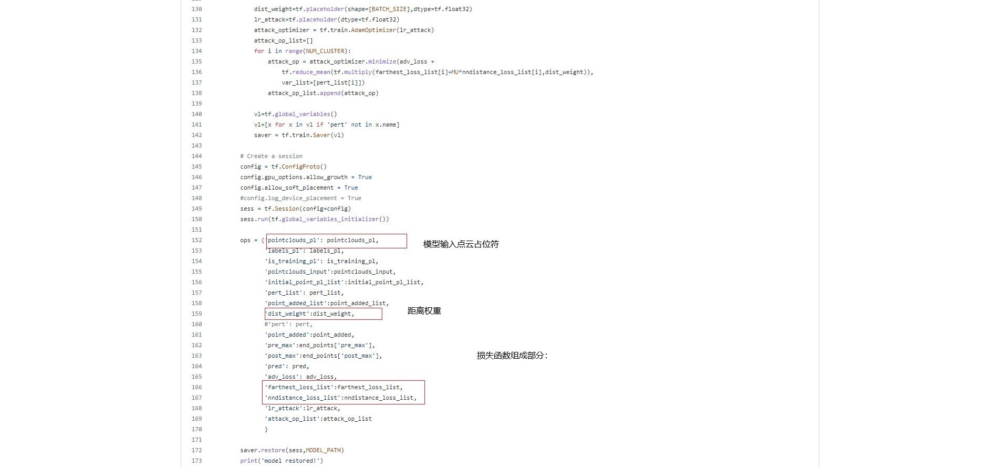 130 dist_weight=tf.placeholder(shape=[BATCH_SIZE],dtype=tf.float32)
131 lr_attack=tf.placeholder(dtype=tf.float32)
132 attack_optimizer = tf.train.AdamOptimizer(lr_attack)
133 attack_op_list=[]
134 for i in range(NUM_CLUSTER):
135 attack_op = attack_optimizer.minimize(adv_loss +
136 tf.reduce_mean(tf.multiply(farthest_loss_list[i]+MU*nndistance_loss_list[i],dist_weight)),
137 var_list=[pert_list[i]])
138 attack_op_list.append(attack_op)
139
140 vl=tf.global_variables()
141 vl=[x for x in vl if 'pert' not in x.name]
142 saver = tf.train.Saver(vl)
143
144 # Create a session
145 config = tf.ConfigProto()
146 config.gpu_options.allow_growth = True
147 config.allow_soft_placement = True
148 #config.log_device_placement = True
149 sess = tf.Session(config=config)
150 sess.run(tf.global_variables_initializer())
151
152 ops = {'pointclouds_pl': pointclouds_pl, 模型输入点云占位符
153 'labels_pl': labels_pl,
154 'is_training_pl': is_training_pl,
155 'pointclouds_input':pointclouds_input,
156 'initial_point_pl_list':initial_point_pl_list,
157 'pert_list': pert_list,
158 'point_added_list':point_added_list,
159 'dist_weight':dist_weight, 距离权重
160 #'pert': pert,
161 'point_added':point_added,
162 'pre_max':end_points['pre_max'],
163 'post_max':end_points['post_max'], 损失函数组成部分：
164 'pred': pred,
165 'adv_loss': adv_loss,
166 'farthest_loss_list':farthest_loss_list,
167 'nndistance_loss_list':nndistance_loss_list,
168 'lr_attack':lr_attack,
169 'attack_op_list':attack_op_list
170 }
171
172 saver.restore(sess,MODEL_PATH)
173 print('model restored!')